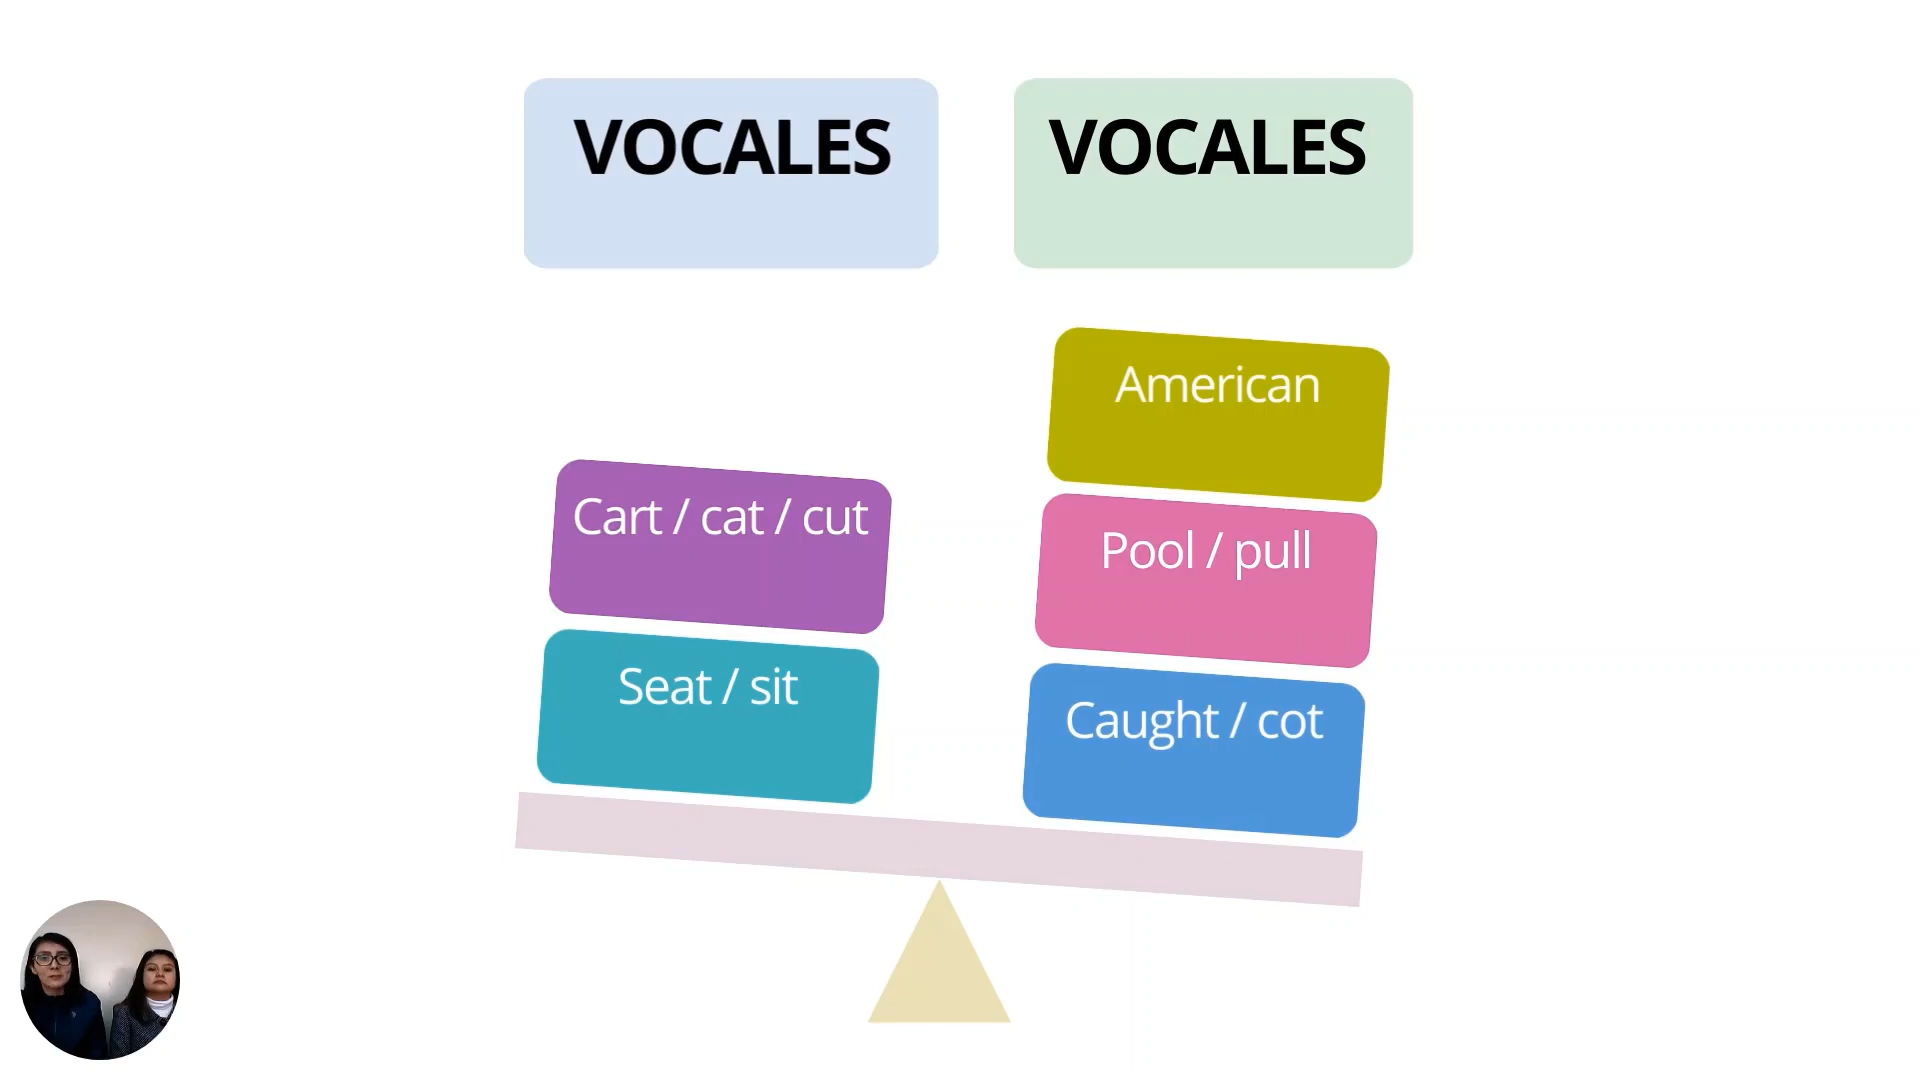 VOCALES
VOCALES
Cart / cat / cut
Seat / sit
American
Pool / pull
Caught / cot